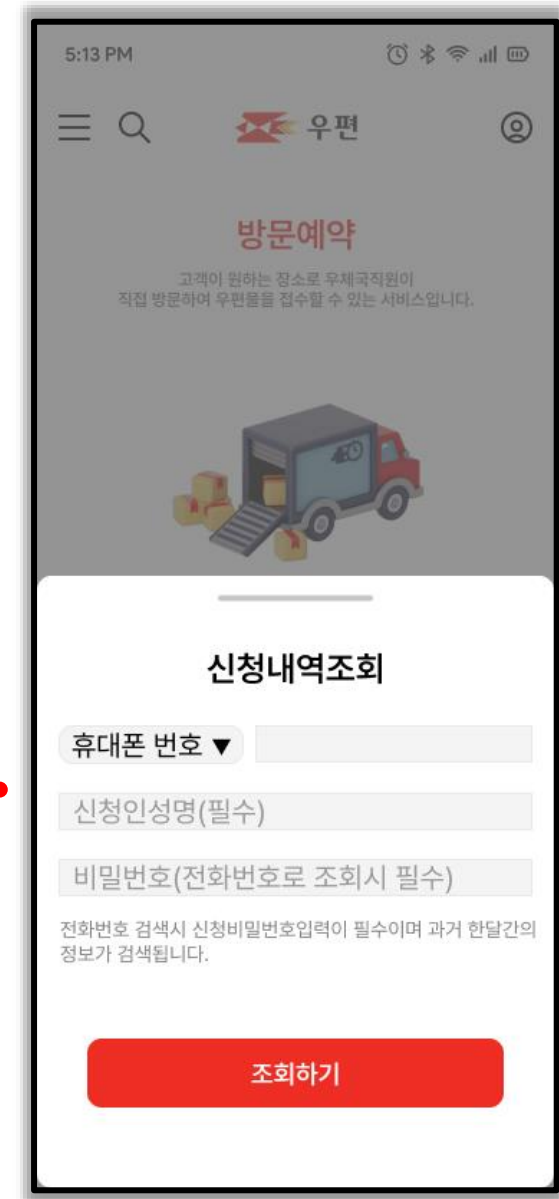 5:13 PM
우편
방문예약
고객이 원하는 장소로 우체국직원이
직접 방문하여 우편물을 접수할 수 있는 서비스입니다.
신청내역조회
휴대폰 번호 ▼
신청인성명(필수)
비밀번호(전화번호로 조회시 필수)
전화번호 검색시 신청비밀번호입력이 필수이며 과거 한달간의
정보가 검색됩니다.
조회하기